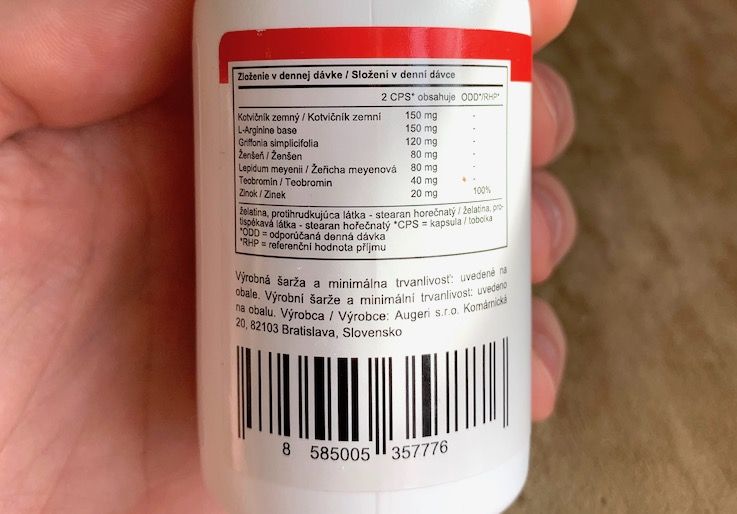 Zloženie v dennej dávke / Složení v denní dávce
2 CPS* obsahuje ODD*/RHP*
Kotvičník zemný / Kotvičník zemní 150 mg -
L-Arginine base 150 mg -
Griffonia simplicifolia 120 mg -
Ženšeň / Ženšen 80 mg -
Lepidum meyenii / Žeřicha meyenová 80 mg -
Teobromín / Teobromin 40 mg -
Zinok / Zinek 20 mg 100%
želatina, protihrudkujúca látka - stearan horečnatý / želatina, pro-
tispékavá látka - stearan hořečnatý *CPS = kapsula / tobolka
*ODD = odporúčaná denná dávka
*RHP = referenční hodnota příjmu
Výrobná šarža a minimálna trvanlivosť: uvedené na
obale. Výrobní šarže a minimální trvanlivost: uvedeno
na obalu. Výrobca / Výrobce: Augeri s.r.o. Komárnická
20, 82103 Bratislava, Slovensko
8 585005 357776